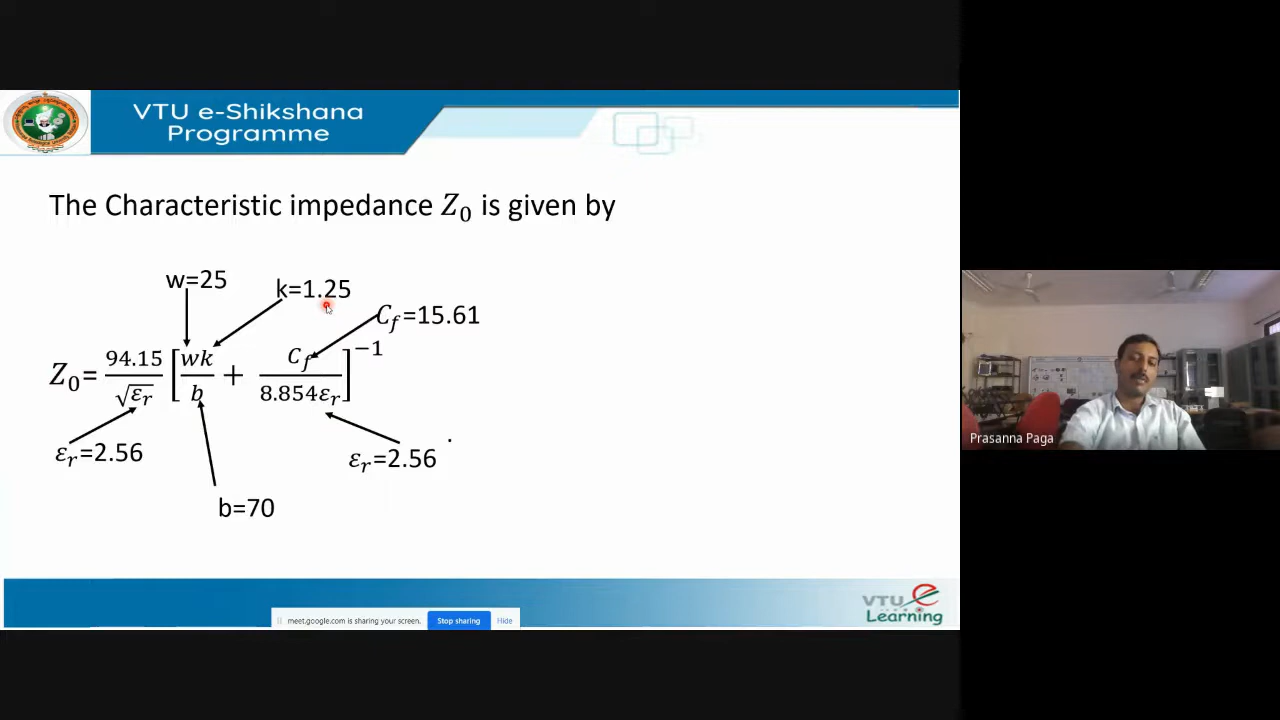 VTU e-Shikshana
Programme
The Characteristic impedance Z₀ is given by
w=25
k=1.25
C_f=15.61
Z₀= 94.15/√ε_r [wk/b + C_f/8.854ε_r]⁻¹
ε_r=2.56
ε_r=2.56
b=70
VTU e
Learning
meet.google.com is sharing your screen.
Stop sharing
Hide
Prasanna Paga